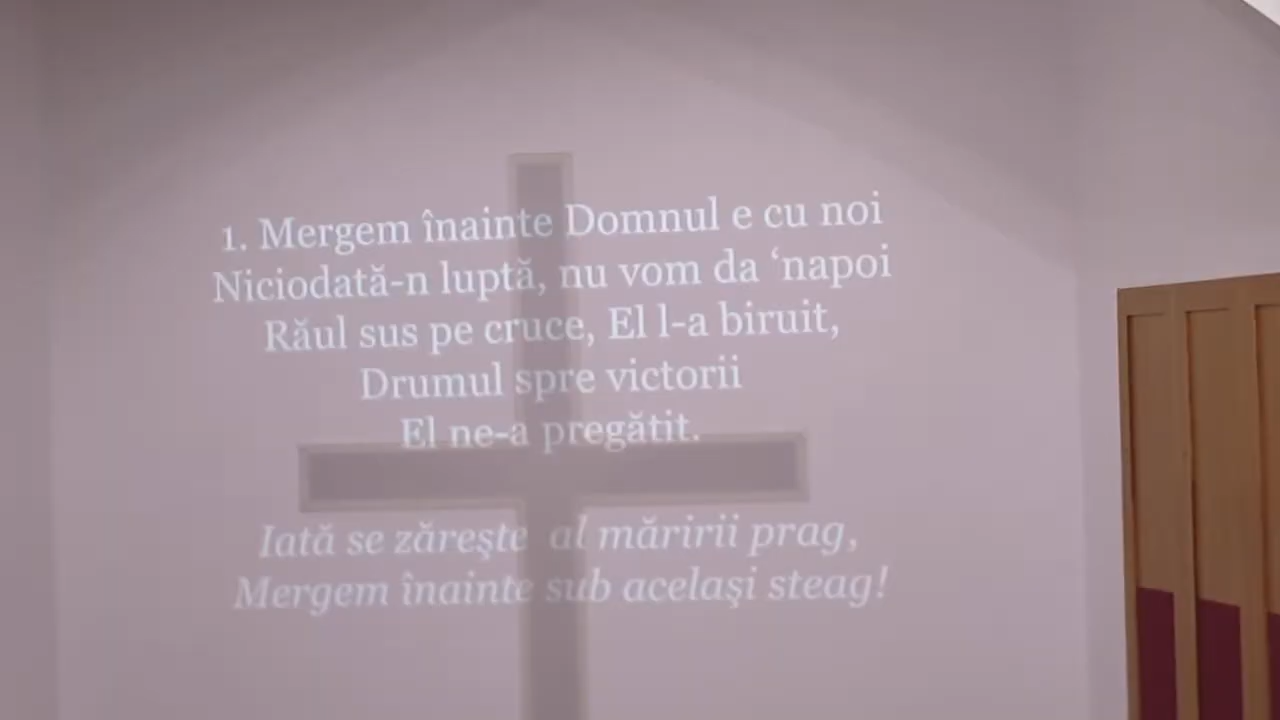 1. Mergem înainte Domnul e cu noi
Niciodată-n luptă, nu vom da ‘napoi
Răul sus pe cruce, El l-a biruit,
Drumul spre victorii
El ne-a pregătit.
Iată se zăreşte al măririi prag,
Mergem înainte sub acelaşi steag!